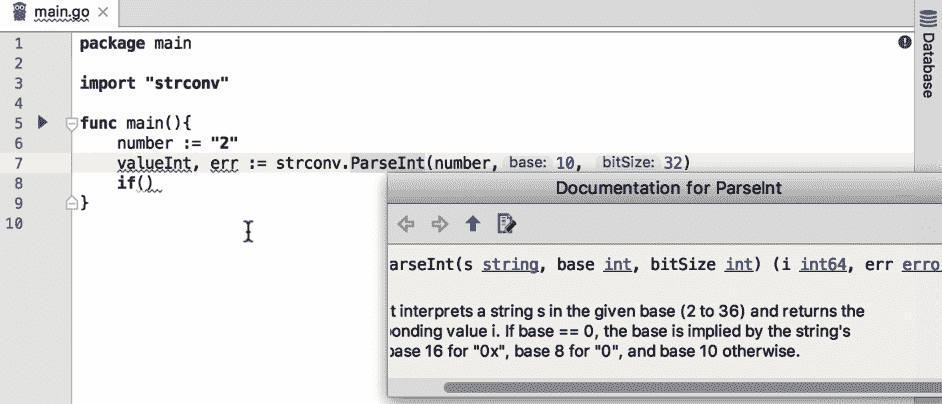 main.go
1 package main
2
3 import "strconv"
4
5 func main(){
6 number := "2"
7 valueInt, err := strconv.ParseInt(number, base: 10, bitSize: 32)
8 if()
9 }
10
Database
Documentation for ParseInt
arseInt(s string, base int, bitSize int) (i int64, err erro
t interprets a string s in the given base (2 to 36) and returns the
onding value i. If base == 0, the base is implied by the string's
base 16 for "0x", base 8 for "0", and base 10 otherwise.